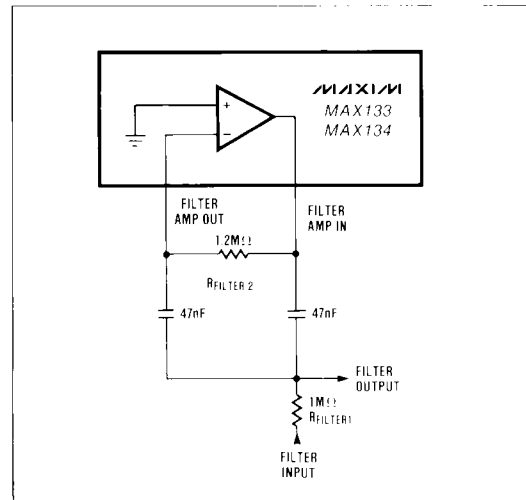 MAXIM
MAX133
MAX134
+
−
FILTER
AMP OUT
FILTER
AMP IN
1.2MΩ
RFILTER 2
47nF
47nF
FILTER
OUTPUT
1MΩ
RFILTER1
FILTER
INPUT